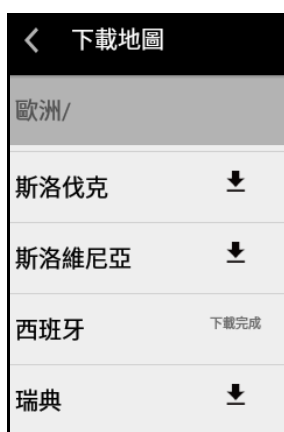 下載地圖
歐洲/
斯洛伐克
斯洛維尼亞
西班牙 下載完成
瑞典